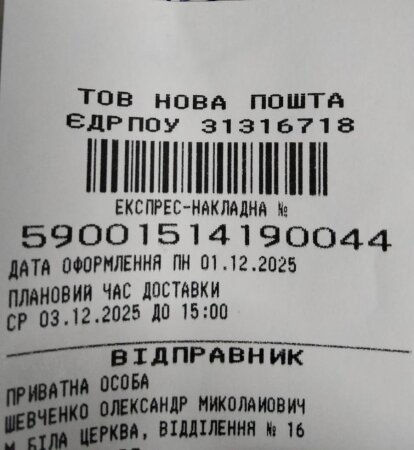 ТОВ НОВА ПОШТА
ЄДРПОУ 31316718
ЕКСПРЕС-НАКЛАДНА №
59001514190044
ДАТА ОФОРМЛЕННЯ ПН 01.12.2025
ПЛАНОВИЙ ЧАС ДОСТАВКИ
СР 03.12.2025 ДО 15:00
ВІДПРАВНИК
ПРИВАТНА ОСОБА
ШЕВЧЕНКО ОЛЕКСАНДР МИКОЛАЙОВИЧ
М.БІЛА ЦЕРКВА, ВІДДІЛЕННЯ № 16